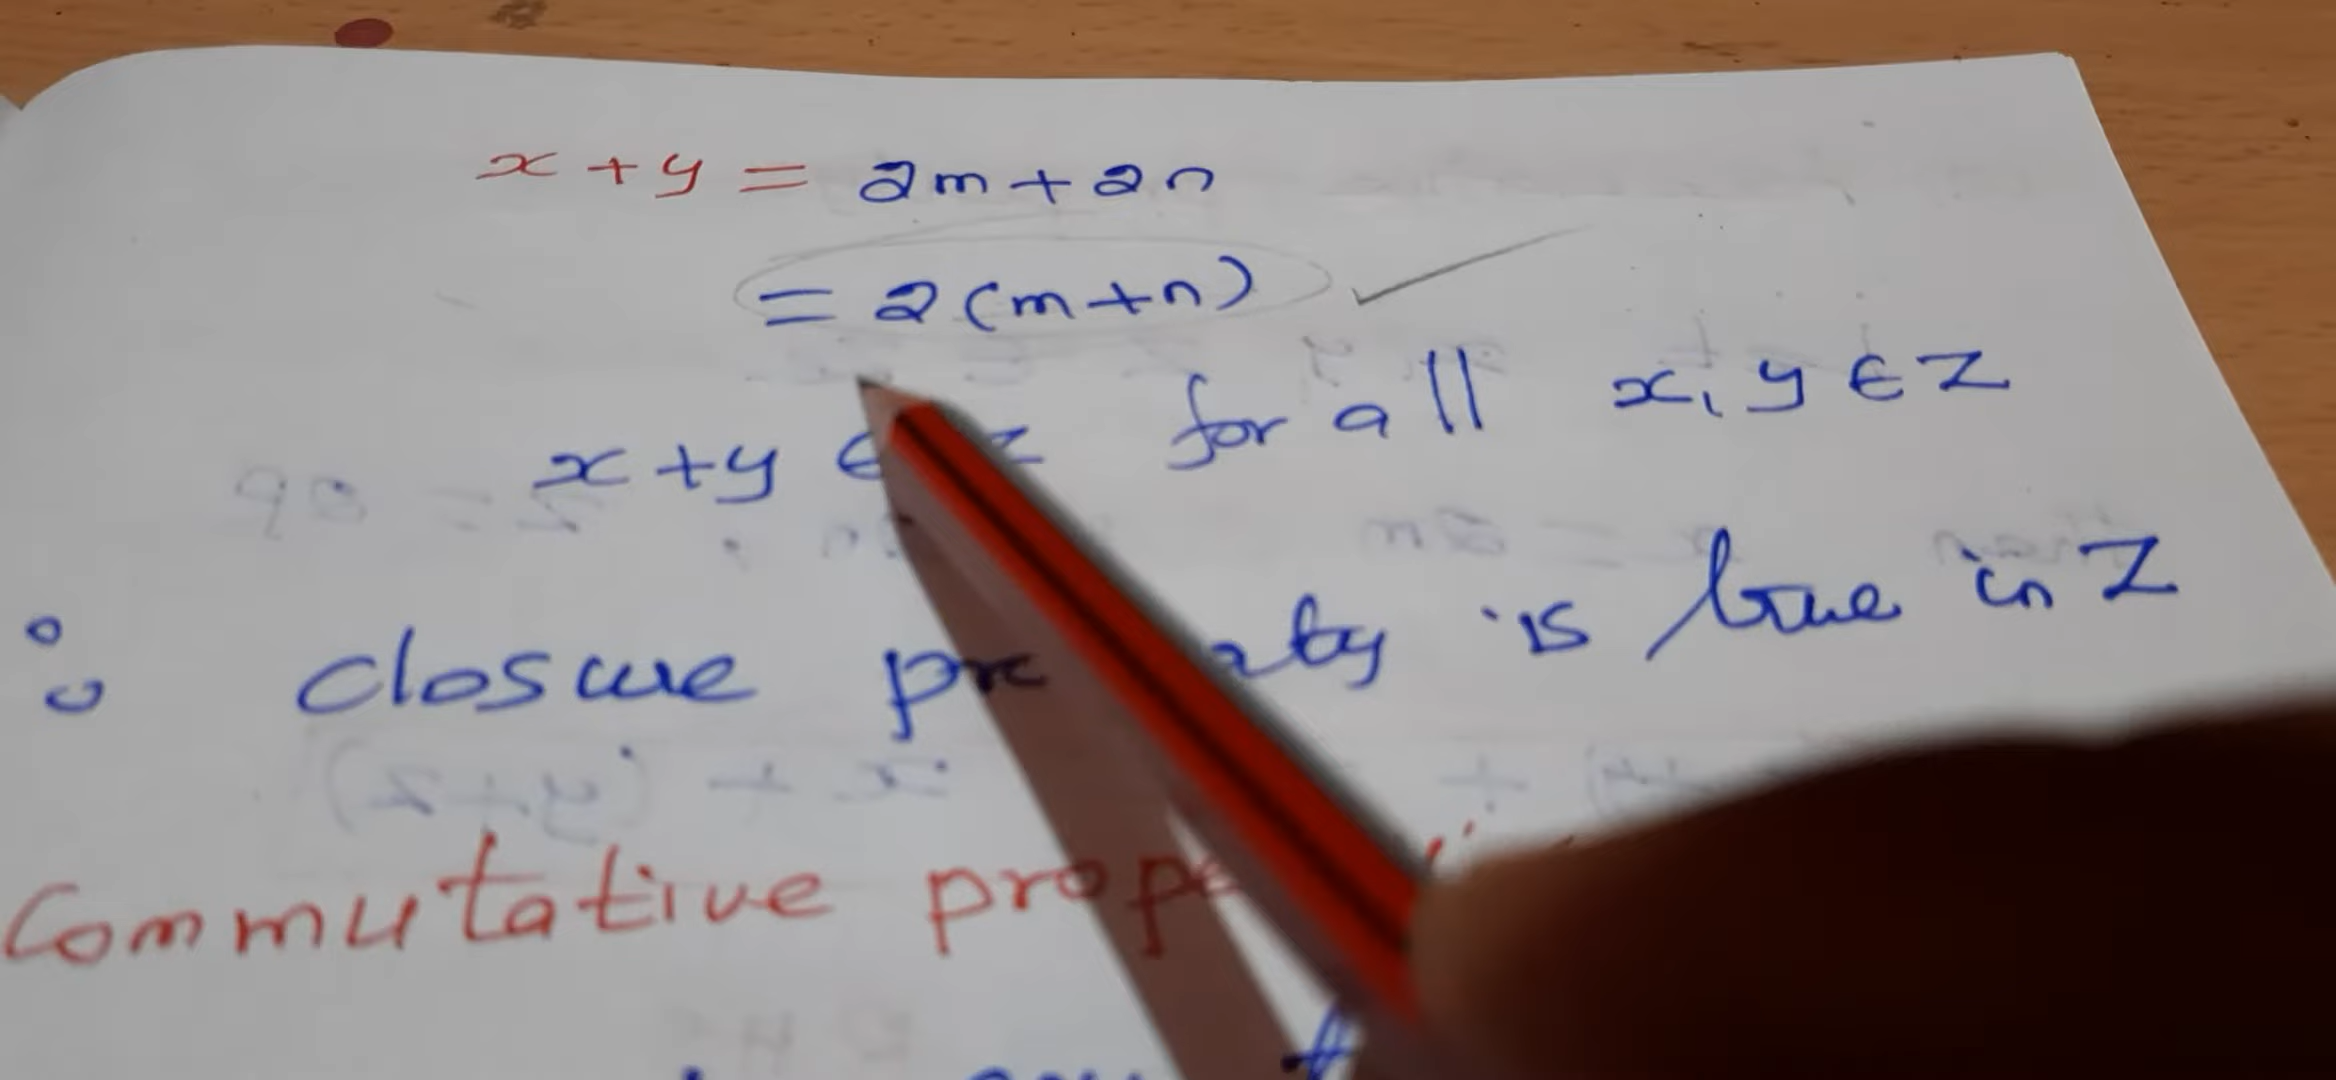 x + y = 2m + 2n
= 2(m+n)
x + y ∈ Z for all x, y ∈ Z
∴ closure is true in Z
Commutative